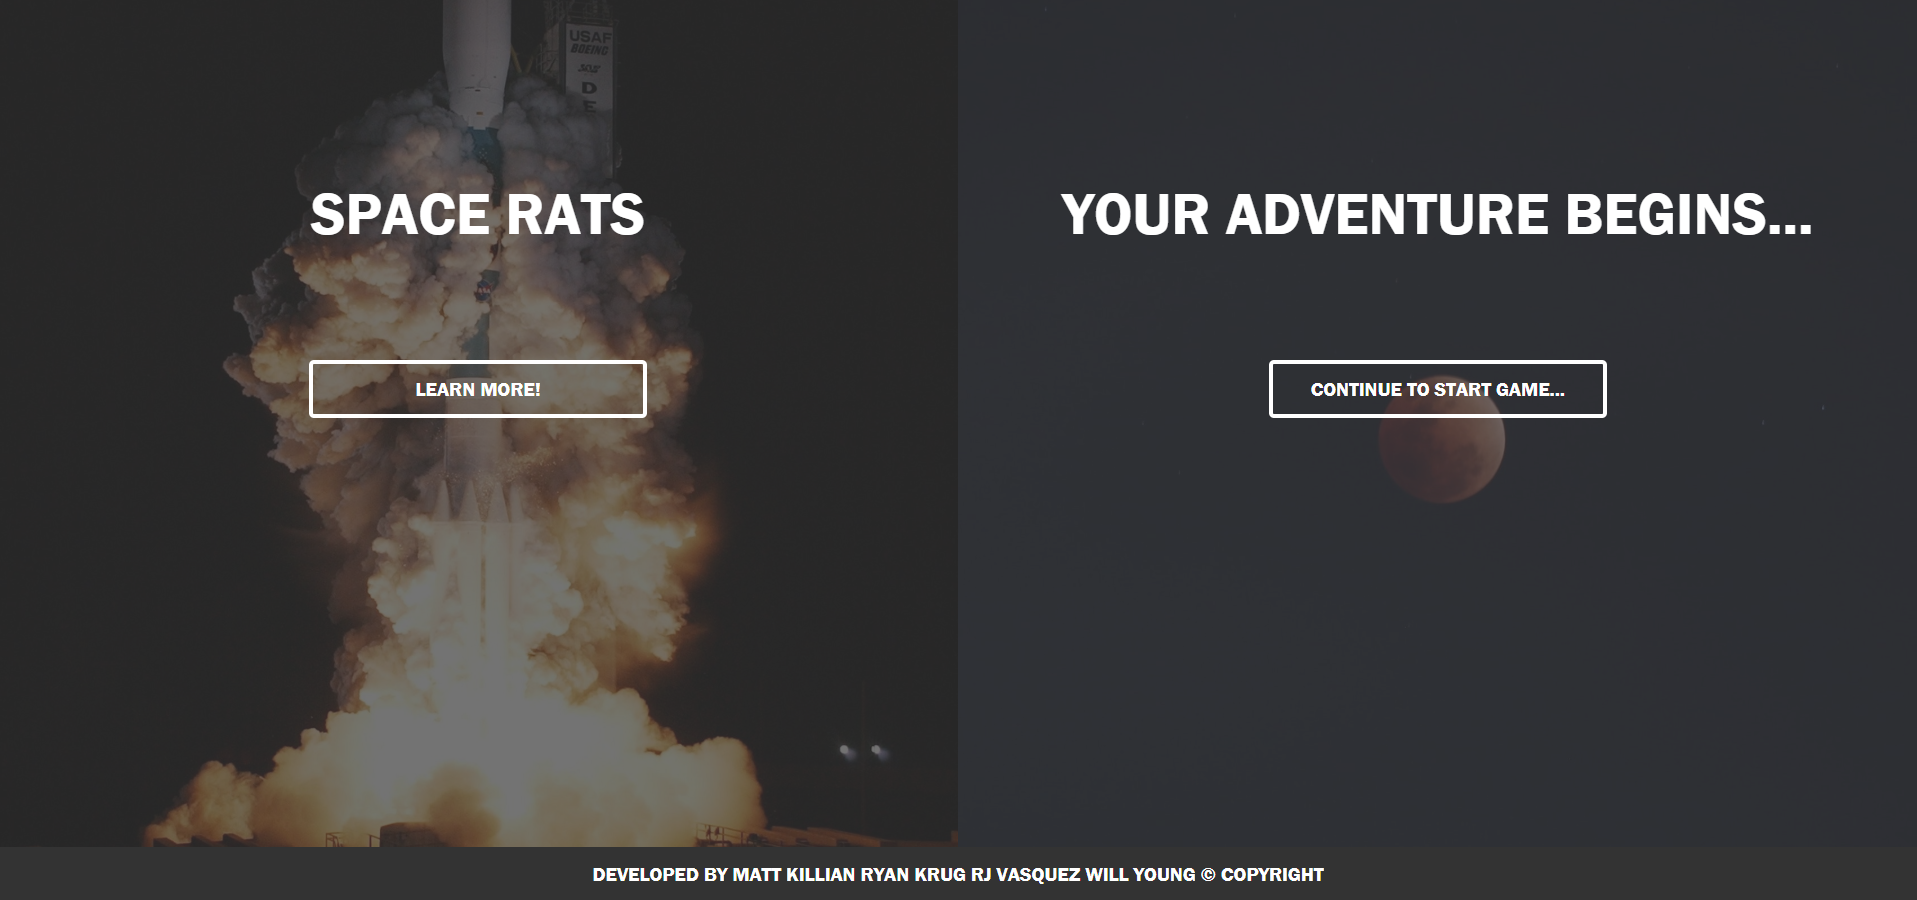 USAF
BOEING
D
E
SPACE RATS
LEARN MORE!
YOUR ADVENTURE BEGINS...
CONTINUE TO START GAME...
DEVELOPED BY MATT KILLIAN RYAN KRUG RJ VASQUEZ WILL YOUNG © COPYRIGHT